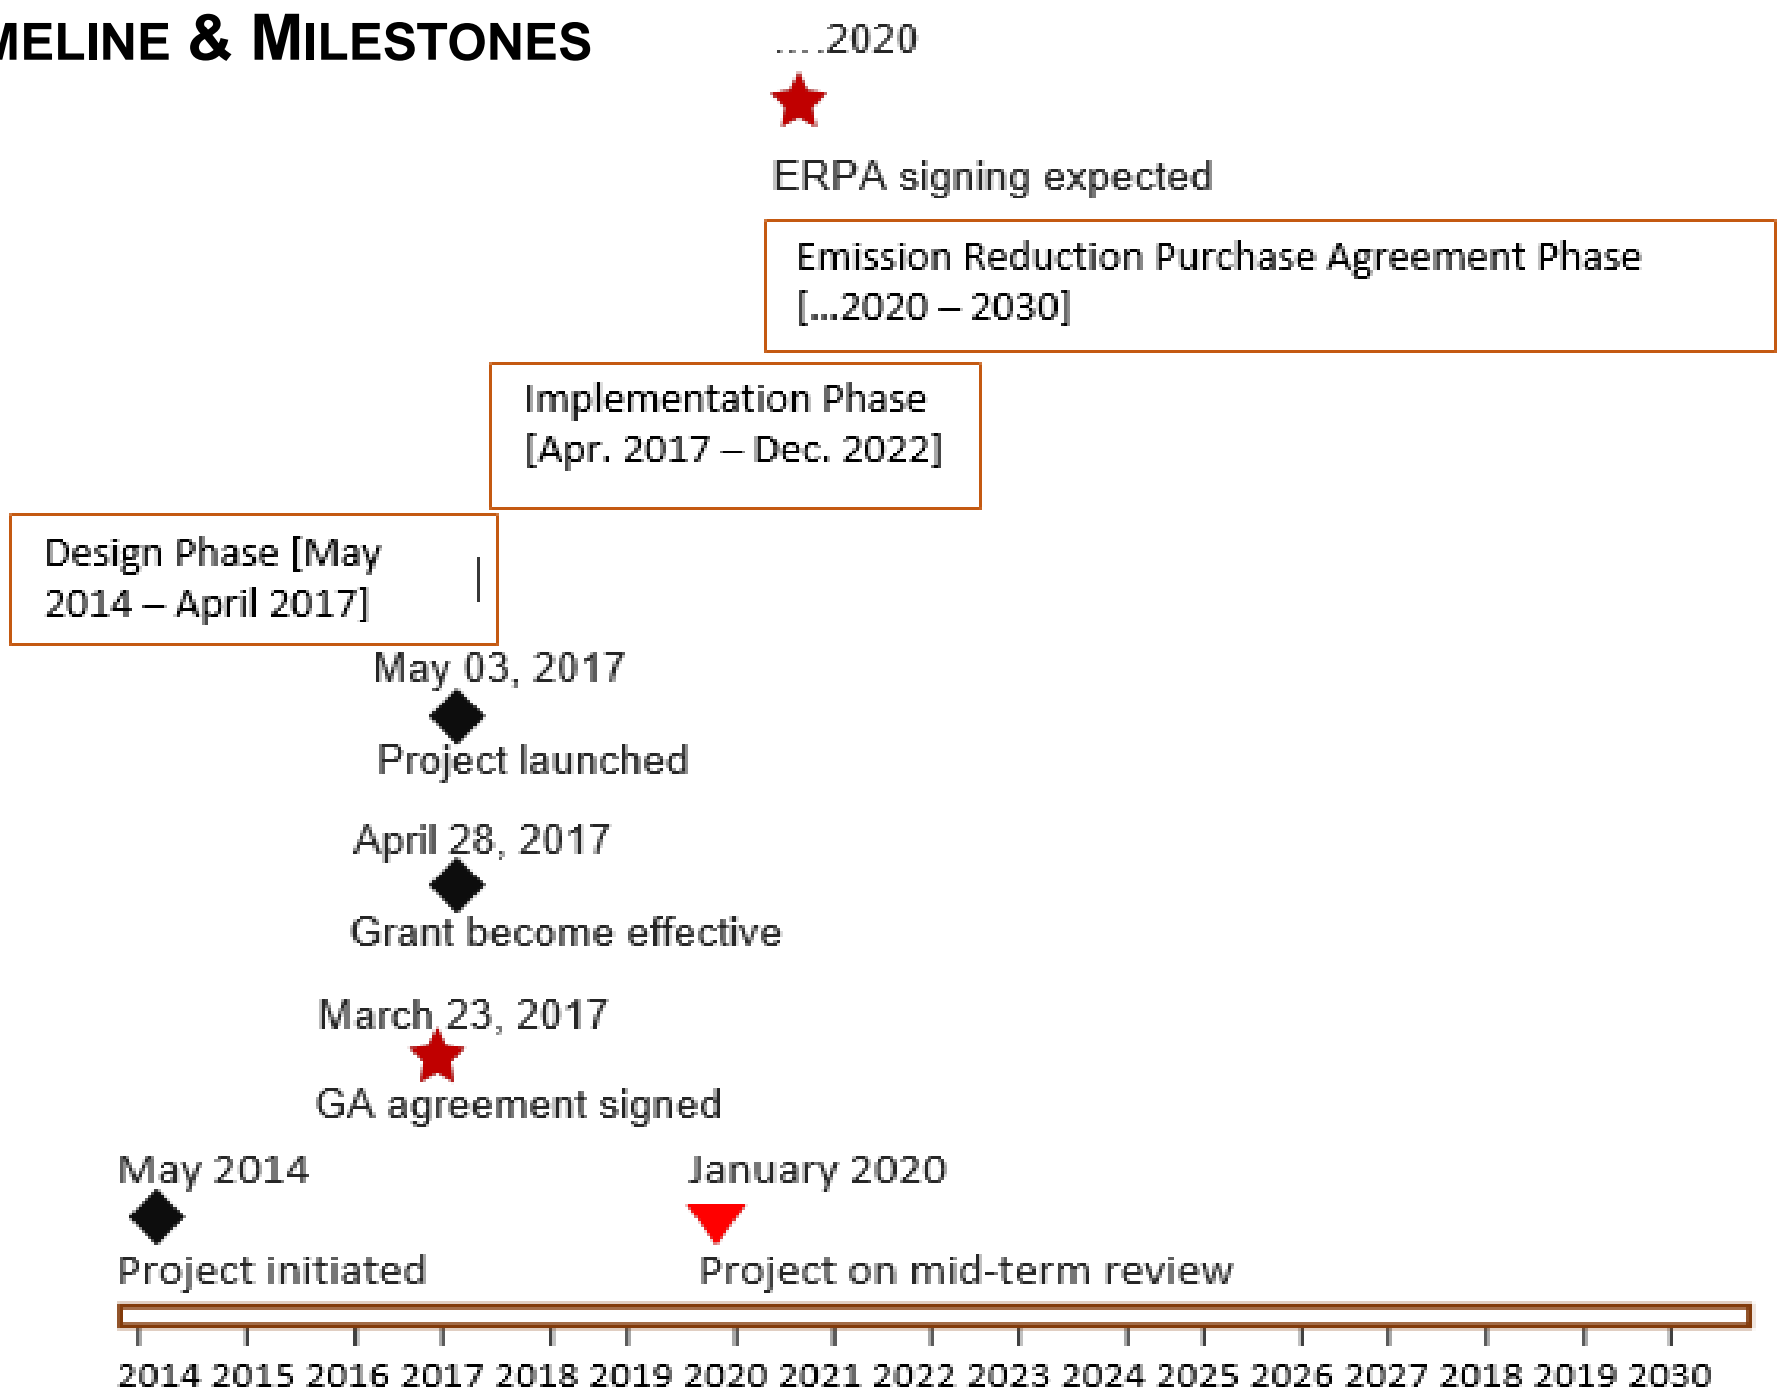 MELINE & MILESTONES
....2020
ERPA signing expected
Emission Reduction Purchase Agreement Phase
[...2020 – 2030]
Implementation Phase
[Apr. 2017 – Dec. 2022]
Design Phase [May
2014 – April 2017]
May 03, 2017
Project launched
April 28, 2017
Grant become effective
March 23, 2017
GA agreement signed
May 2014
Project initiated
January 2020
Project on mid-term review
2014 2015 2016 2017 2018 2019 2020 2021 2022 2023 2024 2025 2026 2027 2018 2019 2030